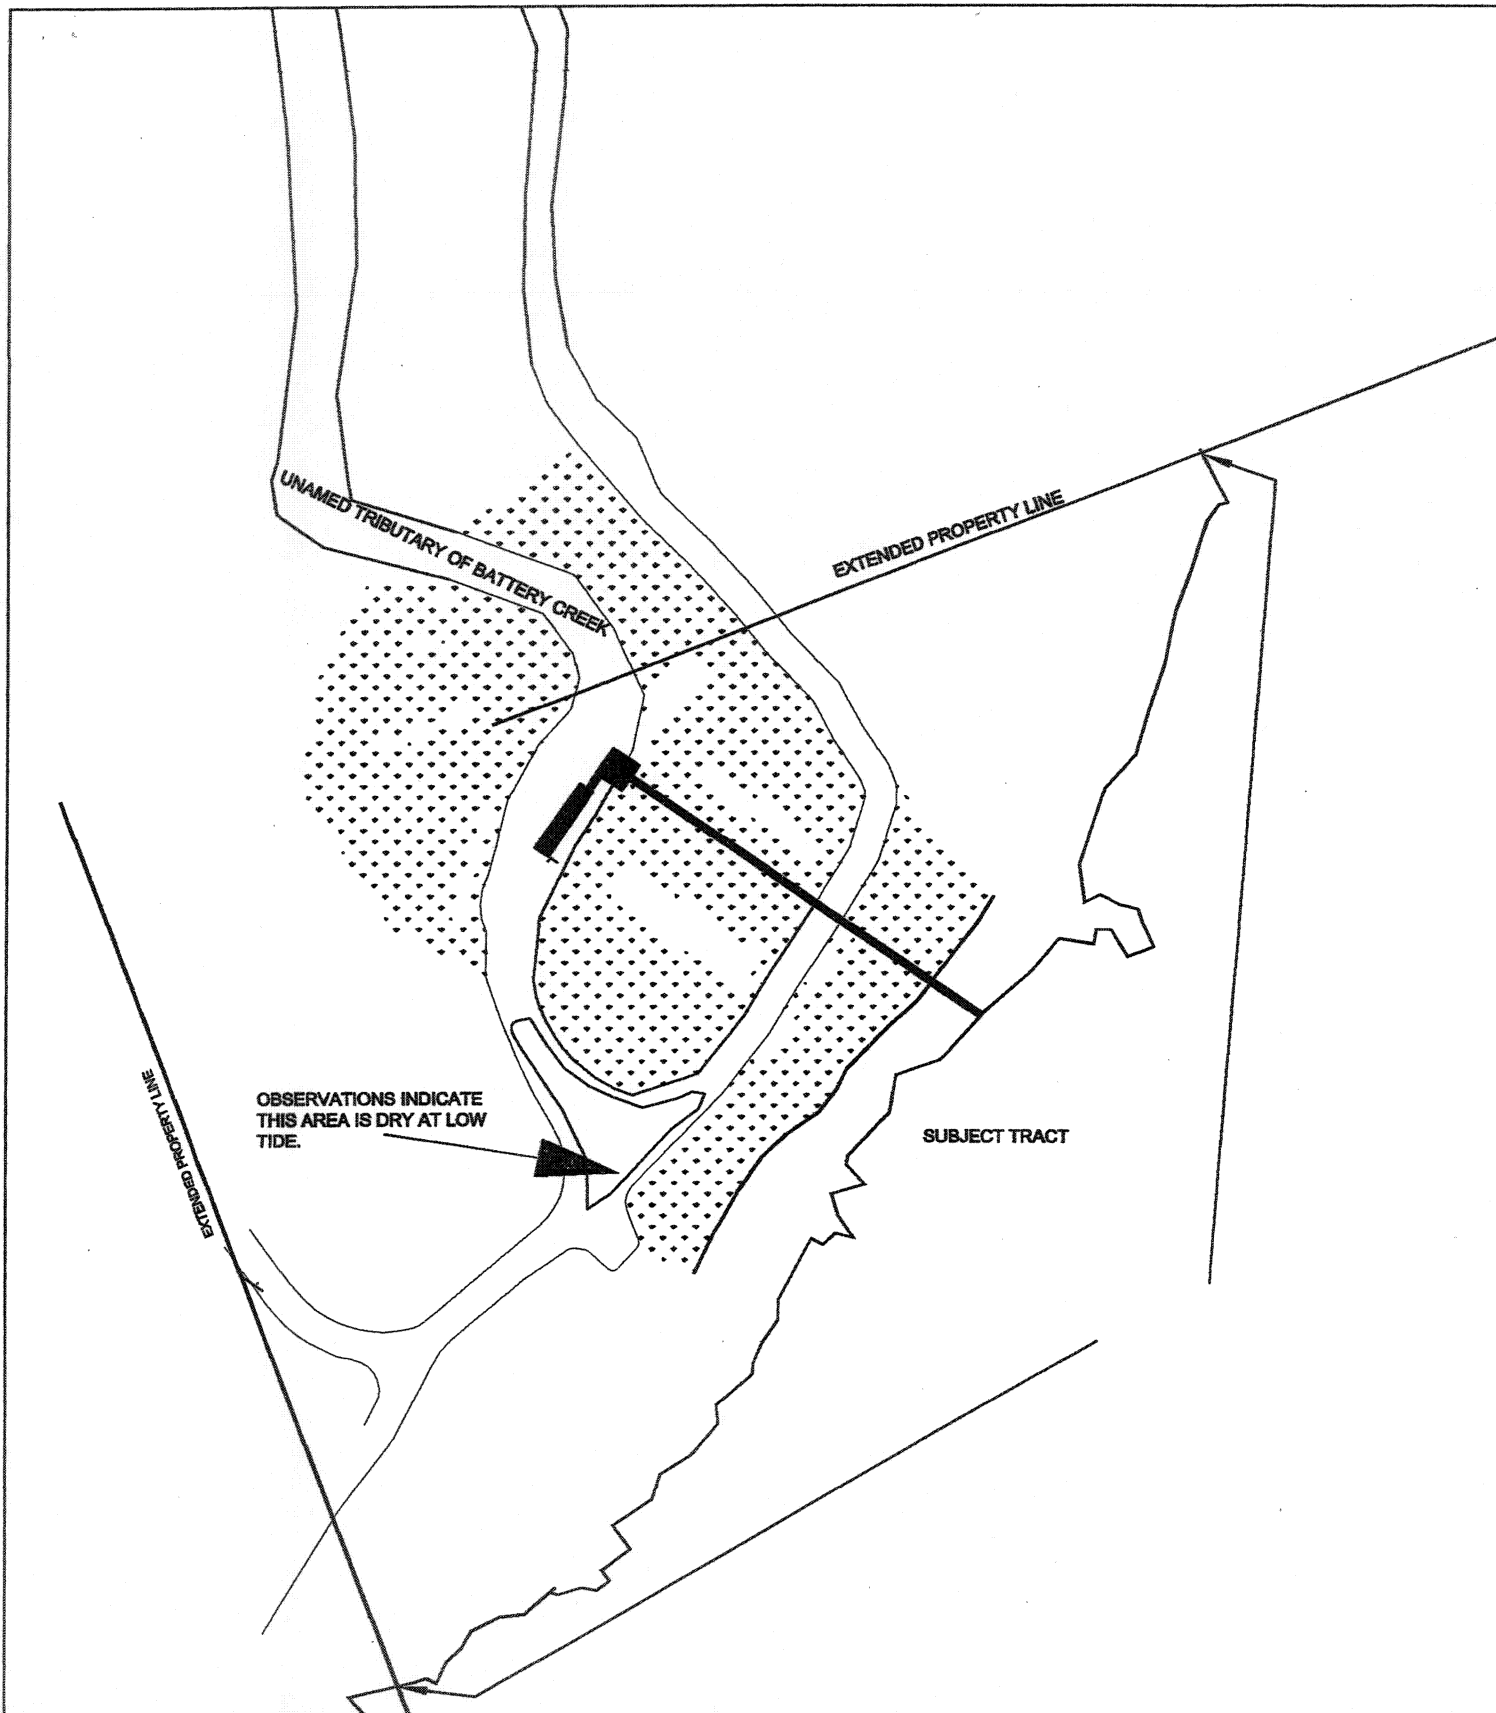 UNAMED TRIBUTARY OF BATTERY CREEK
EXTENDED PROPERTY LINE
EXTENDED PROPERTY LINE
OBSERVATIONS INDICATE
THIS AREA IS DRY AT LOW
TIDE.
SUBJECT TRACT